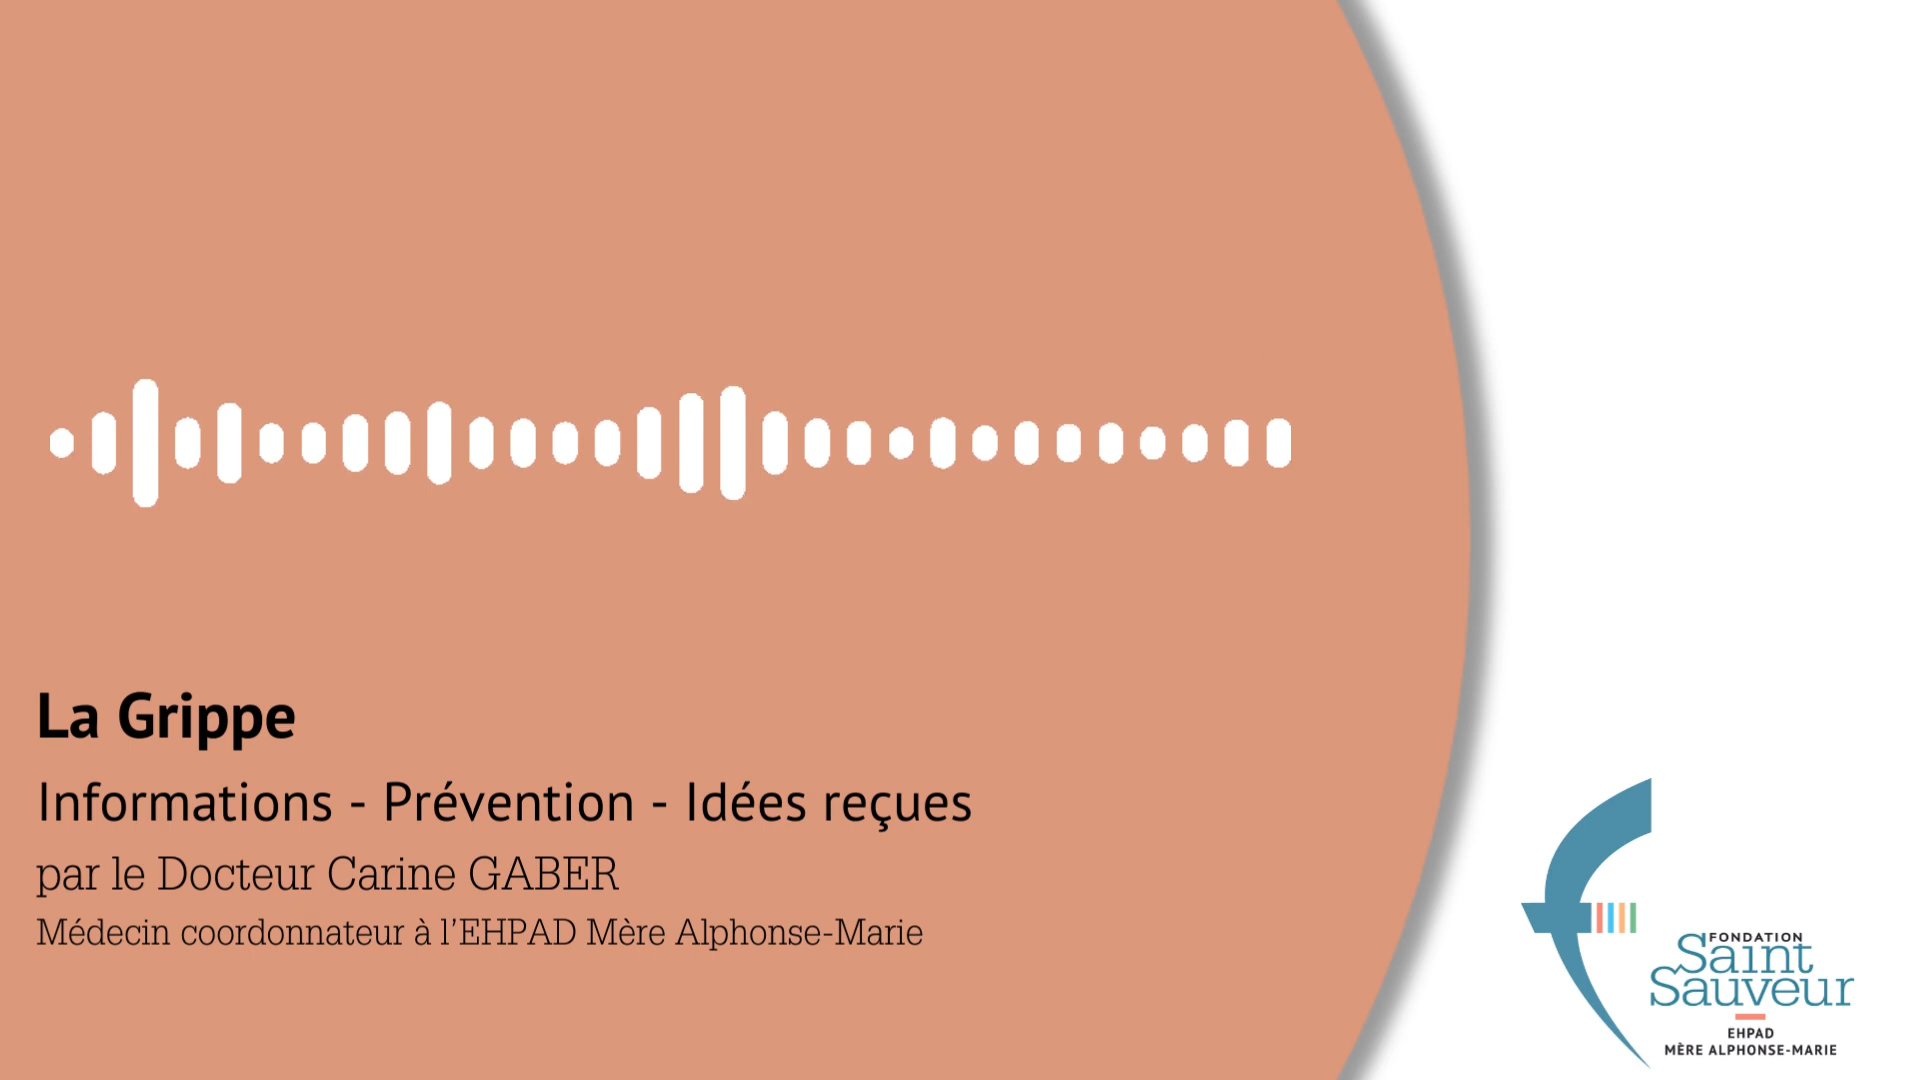 La Grippe
Informations - Prévention - Idées reçues
par le Docteur Carine GABER
Médecin coordonnateur à l'EHPAD Mère Alphonse-Marie
FONDATION
Saint
Sauveur
EHPAD
MÈRE ALPHONSE-MARIE